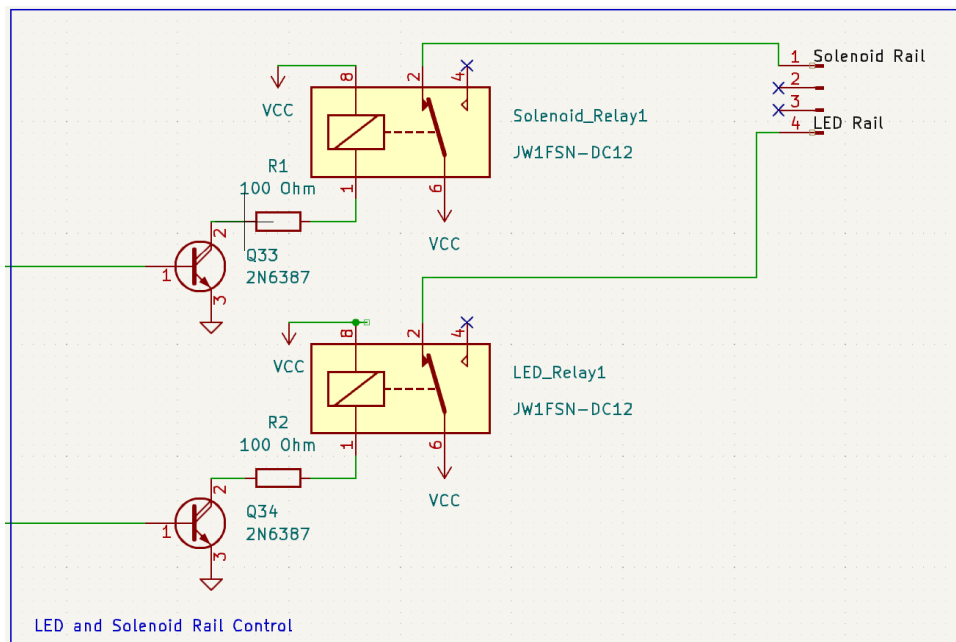 1 Solenoid Rail
2
3
4 LED Rail
8
2
4
VCC
Solenoid_Relay1
JW1FSN-DC12
R1
100 Ohm
1
6
VCC
2
Q33
2N6387
1
3
8
2
4
VCC
LED_Relay1
JW1FSN-DC12
R2
100 Ohm
1
6
VCC
2
Q34
2N6387
1
3
LED and Solenoid Rail Control